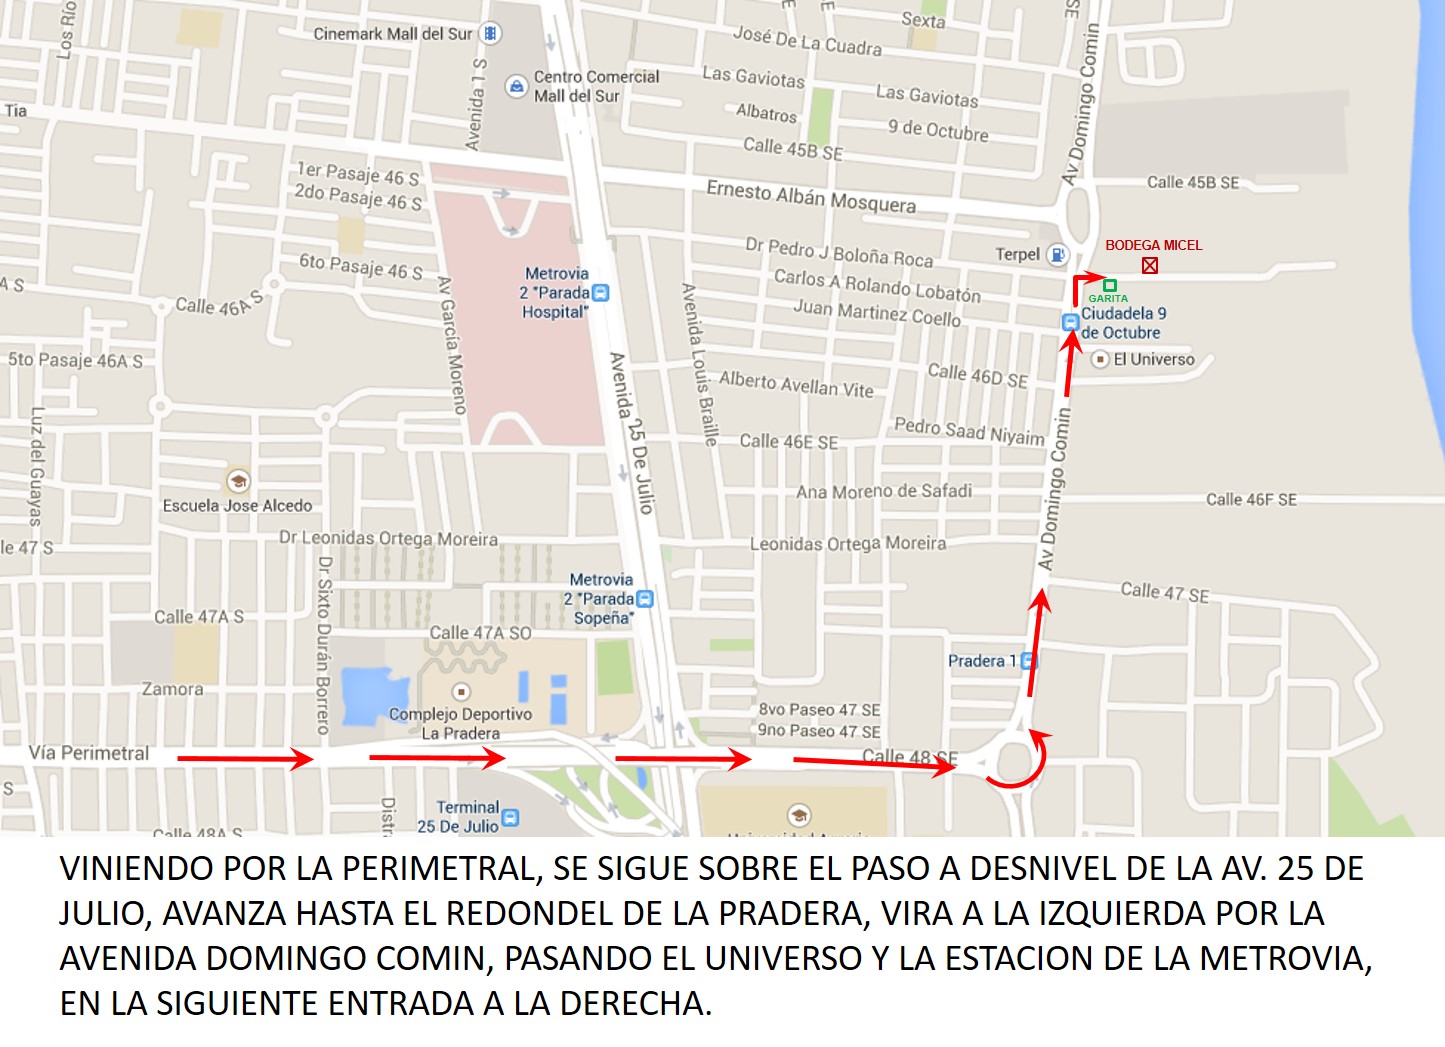 Los Río
Cinemark Mall del Sur
Avenida 1 S
Centro Comercial
Mall del Sur
Sexta
José De La Cuadra
SE
Las Gaviotas
Las Gaviotas
Albatros
9 de Octubre
Calle 45B SE
Av Domingo Comin
Tia
1er Pasaje 46 S
2do Pasaje 46 S
Ernesto Albán Mosquera
Calle 45B SE
6to Pasaje 46 S
Dr Pedro J Boloña Roca
Terpel
BODEGA MICEL
Metrovia
2 "Parada
Hospital"
Carlos A Rolando Lobatón
GARITA
A S
Calle 46A S
Av García Moreno
Avenida Louis Braille
Juan Martinez Coello
Ciudadela 9
de Octubre
5to Pasaje 46A S
El Universo
Alberto Avellan Vite
Calle 46D SE
Avenida 25 De Julio
Luz del Guayas
Calle 46E SE
Pedro Saad Niyaim
Av Domingo Comin
Escuela Jose Alcedo
Ana Moreno de Safadi
Calle 46F SE
le 47 S
Dr Leonidas Ortega Moreira
Leonidas Ortega Moreira
Dr Sixto Durán Borrero
Metrovia
2 "Parada
Sopeña"
Calle 47 SE
Calle 47A S
Calle 47A SO
Pradera 1
Zamora
Complejo Deportivo
La Pradera
8vo Paseo 47 SE
9no Paseo 47 SE
Vía Perimetral
Calle 48 SE
S
Distr
Terminal
25 De Julio
Calle 48A S
VINIENDO POR LA PERIMETRAL, SE SIGUE SOBRE EL PASO A DESNIVEL DE LA AV. 25 DE
JULIO, AVANZA HASTA EL REDONDEL DE LA PRADERA, VIRA A LA IZQUIERDA POR LA
AVENIDA DOMINGO COMIN, PASANDO EL UNIVERSO Y LA ESTACION DE LA METROVIA,
EN LA SIGUIENTE ENTRADA A LA DERECHA.